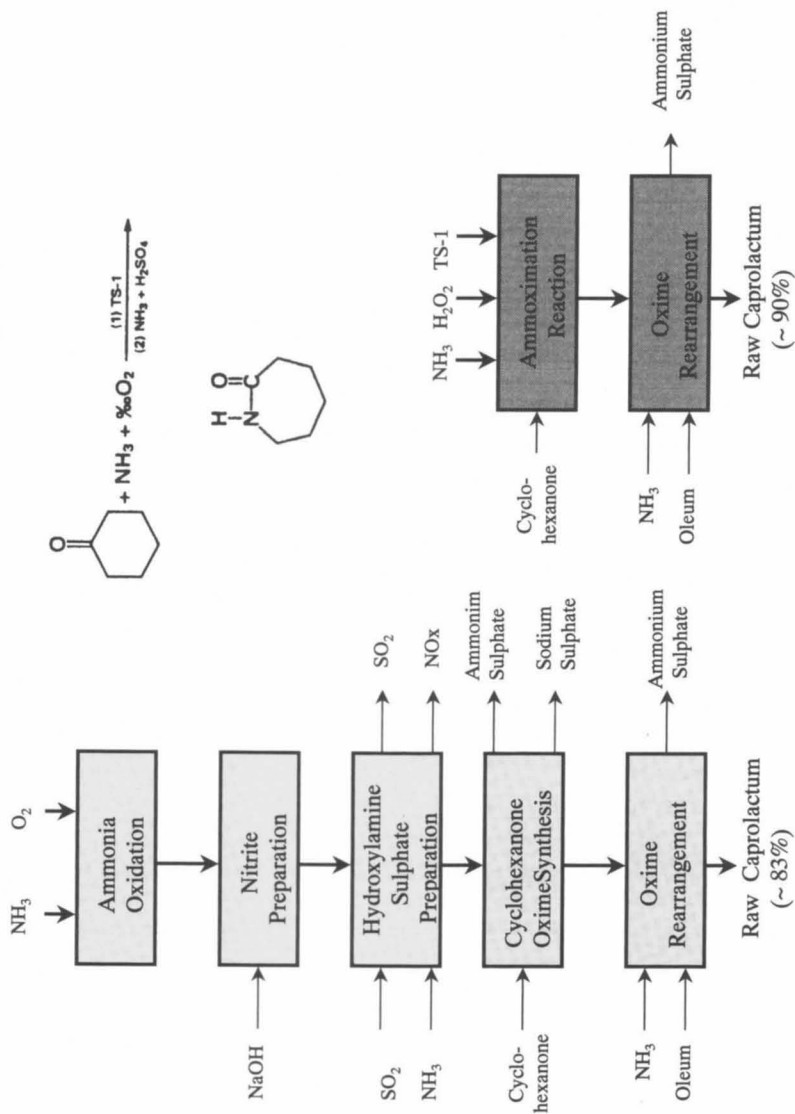 O
+ NH₃ + ‰O₂
(1) TS-1
(2) NH₃ + H₂SO₄
H
N
C
O
NH₃
O₂
Ammonia
Oxidation
NaOH
Nitrite
Preparation
SO₂
NH₃
Hydroxylamine
Sulphate
Preparation
SO₂
NOx
Cyclo-
hexanone
Cyclohexanone
OximeSynthesis
Ammonim
Sulphate
Sodium
Sulphate
NH₃
Oleum
Oxime
Rearrangement
Ammonium
Sulphate
Raw Caprolactum
(~ 83%)
NH₃
H₂O₂
TS-1
Cyclo-
hexanone
Ammoximation
Reaction
NH₃
Oleum
Oxime
Rearrangement
Ammonium
Sulphate
Raw Caprolactum
(~ 90%)